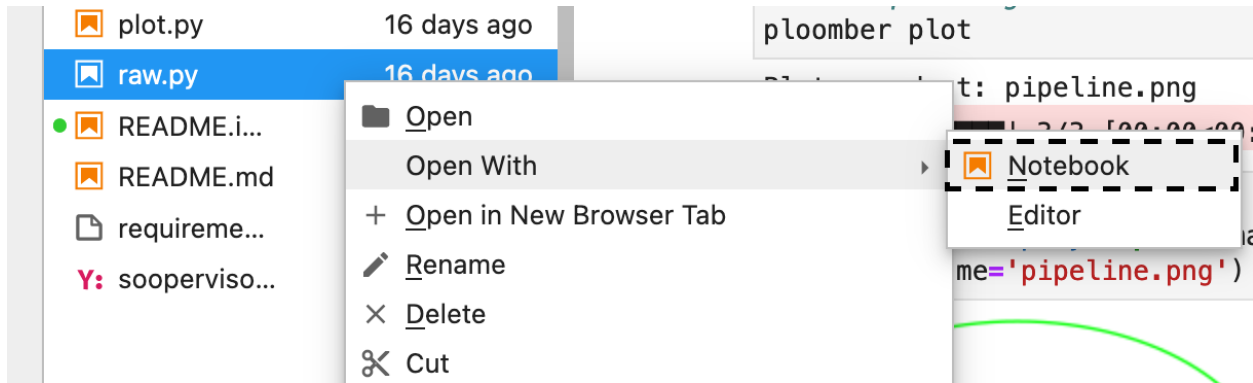 plot.py 16 days ago
raw.py 16 days ago
README.i...
README.md
requireme...
Y: sooperviso...
Open
Open With
Open in New Browser Tab
Rename
Delete
Cut
Notebook
Editor
ploomber plot
t: pipeline.png
me='pipeline.png')